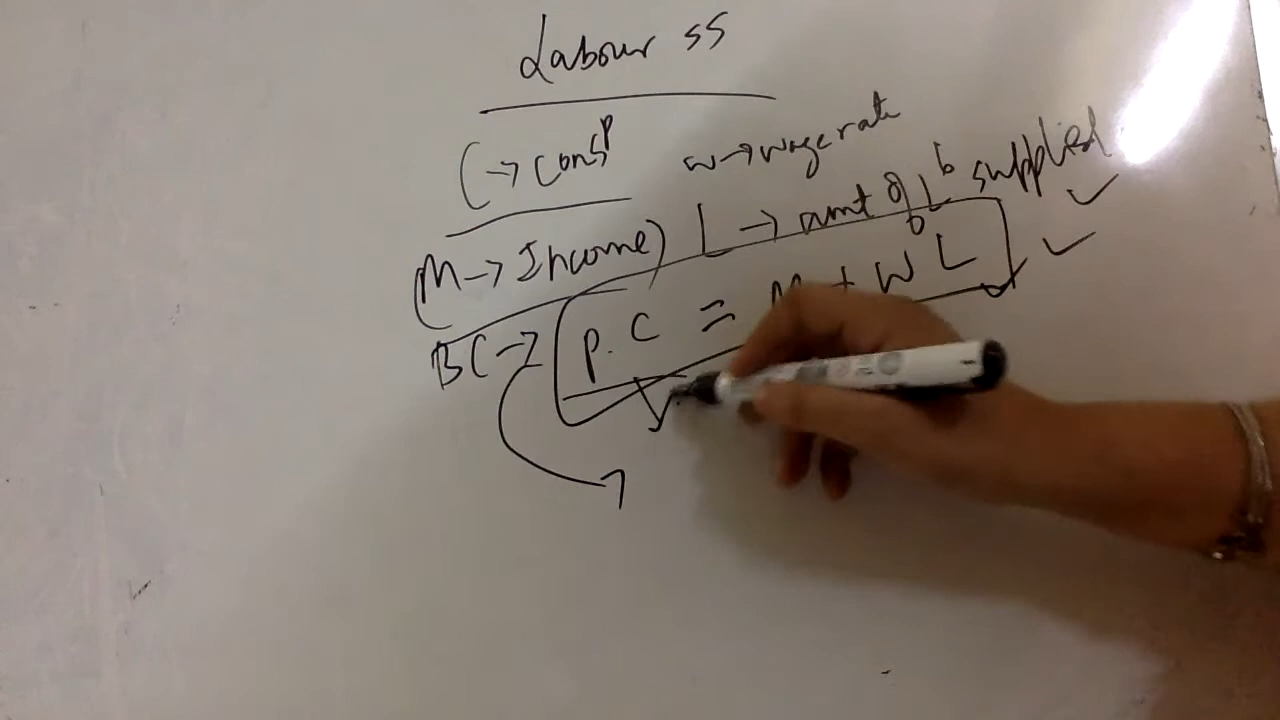 Labour SS
C → consp w → wage rate
(M → Income) L → amt of Lb supplied
BC → p.C = M + w L